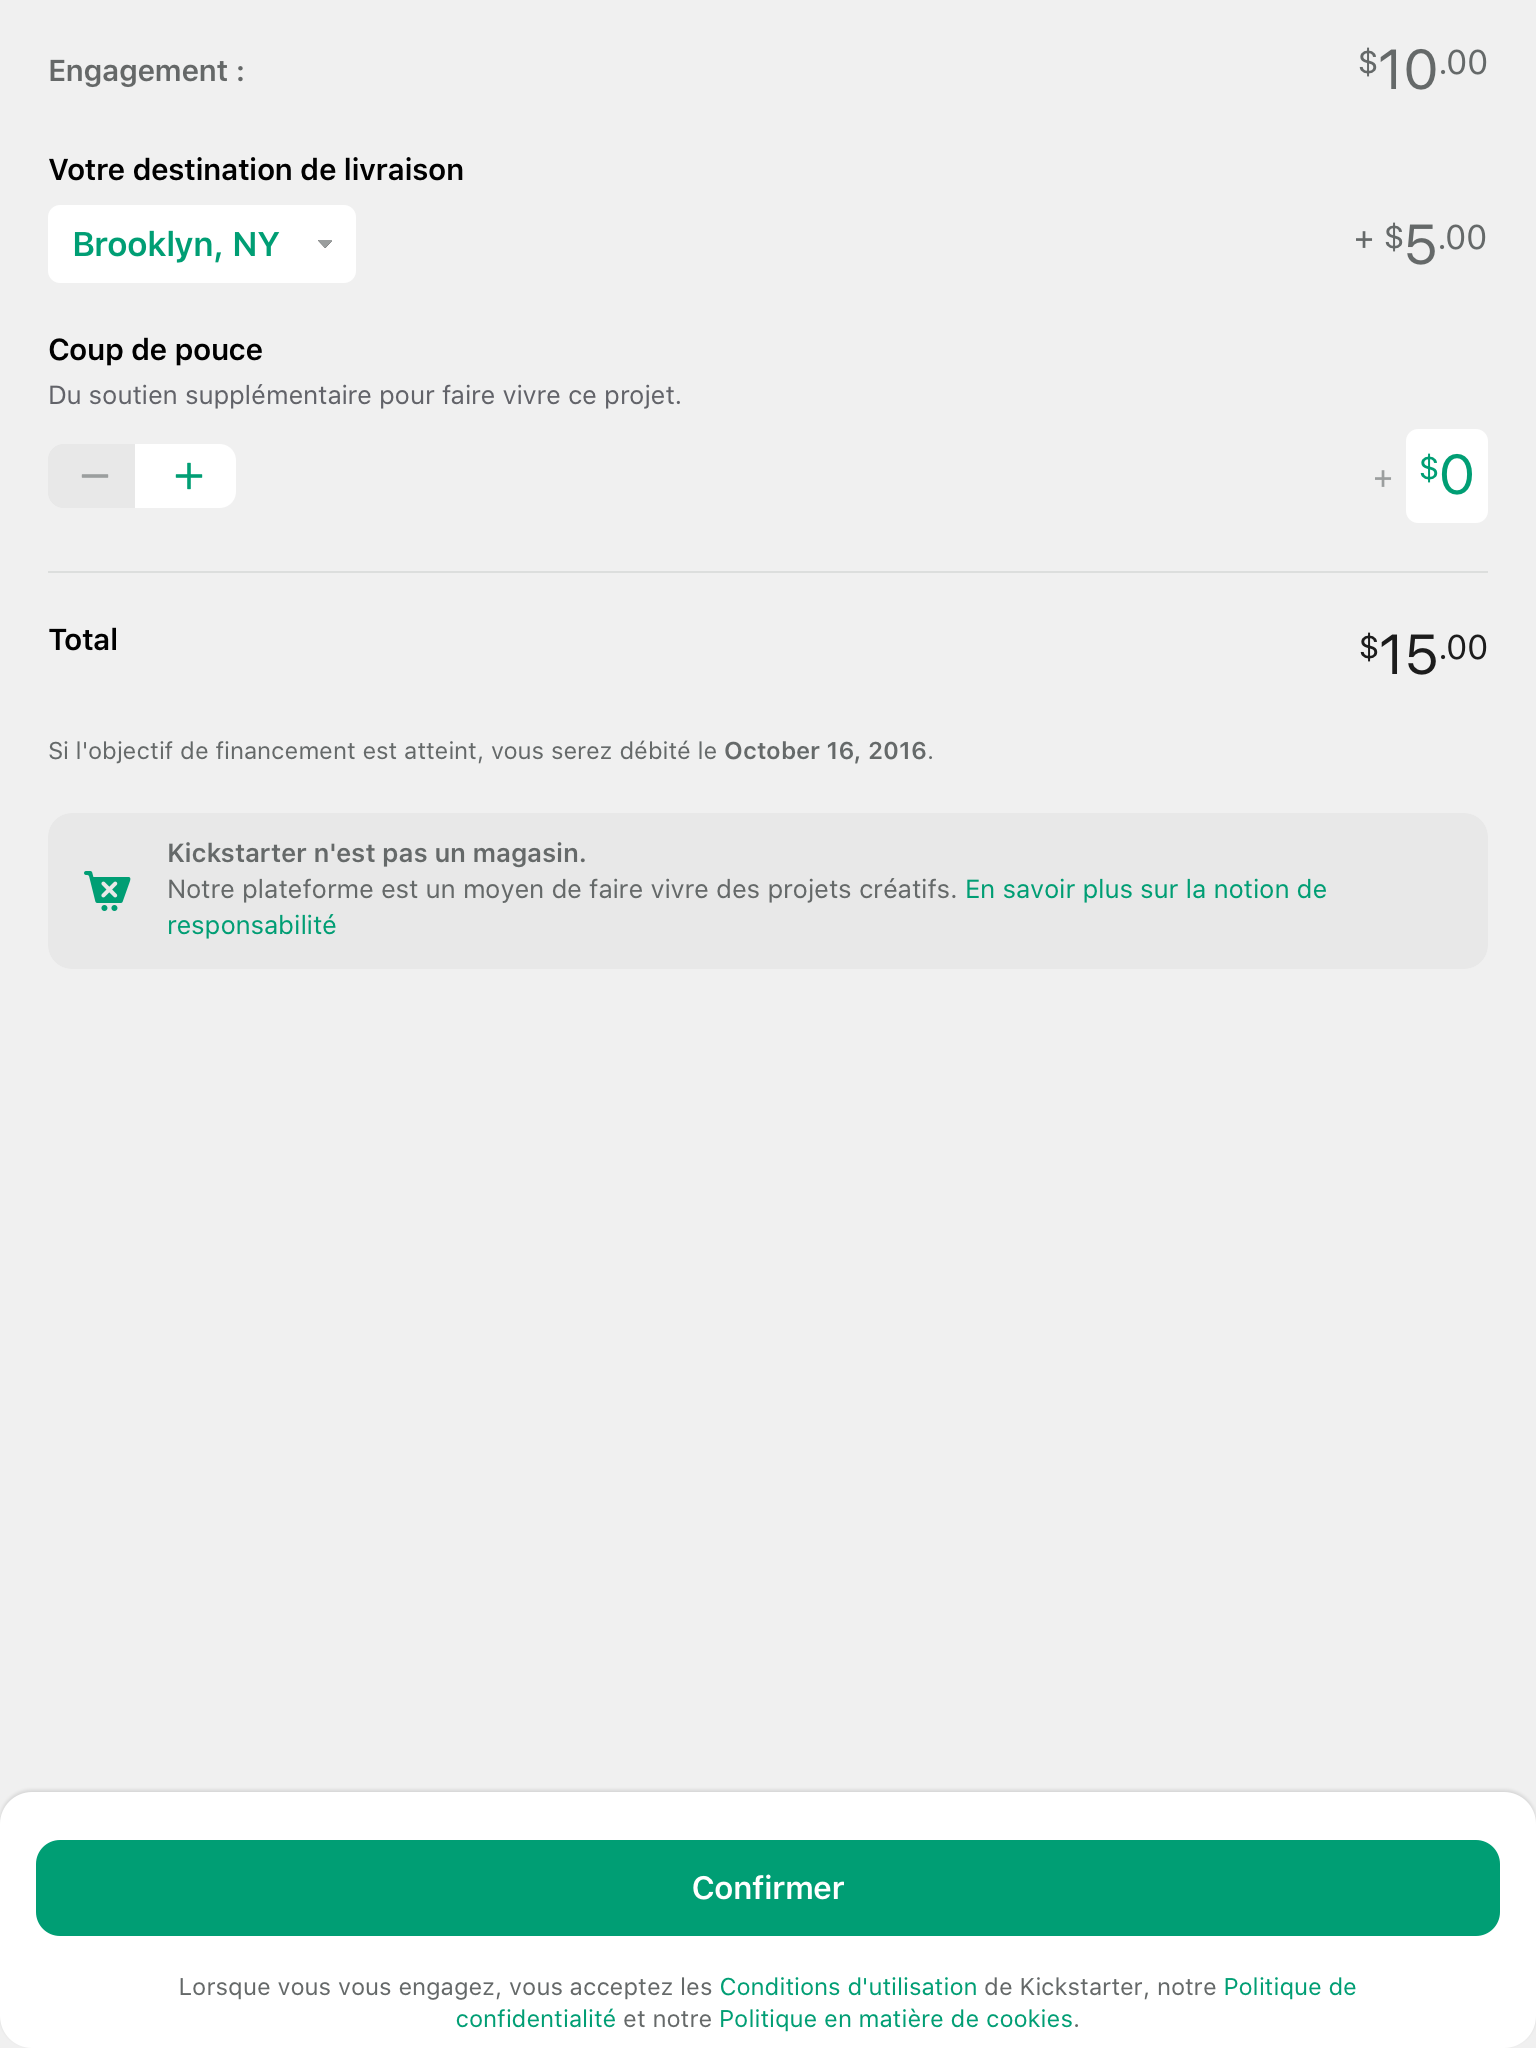 Engagement :
$10.00
Votre destination de livraison
Brooklyn, NY
+ $5.00
Coup de pouce
Du soutien supplémentaire pour faire vivre ce projet.
+ $0
Total
$15.00
Si l'objectif de financement est atteint, vous serez débité le October 16, 2016.
Kickstarter n'est pas un magasin.
Notre plateforme est un moyen de faire vivre des projets créatifs. En savoir plus sur la notion de
responsabilité
Confirmer
Lorsque vous vous engagez, vous acceptez les Conditions d'utilisation de Kickstarter, notre Politique de
confidentialité et notre Politique en matière de cookies.